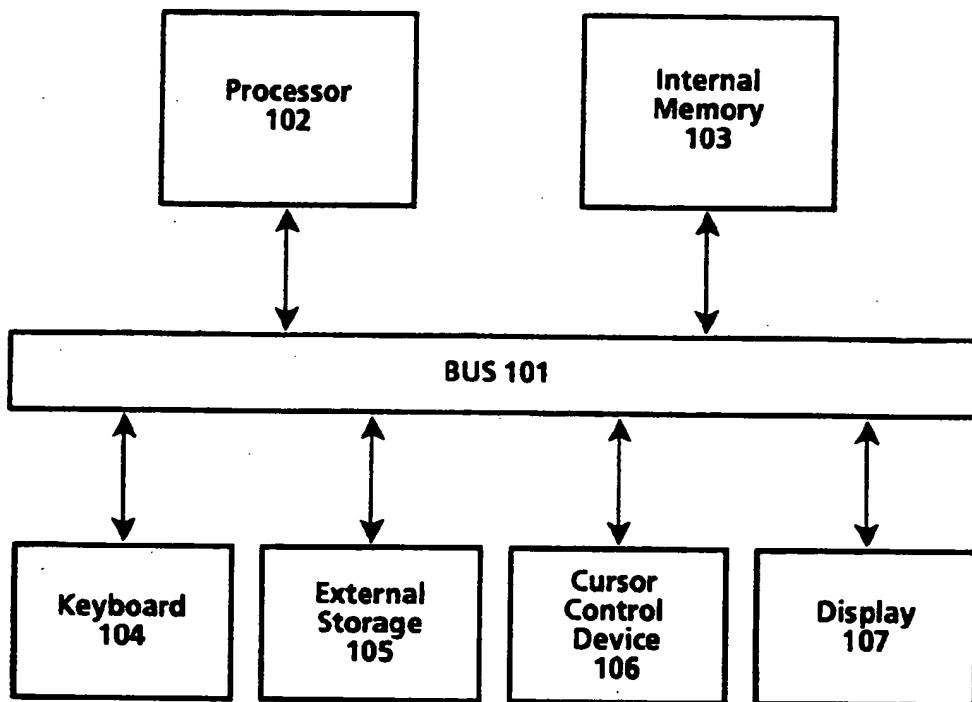 Processor
102
Internal
Memory
103
BUS 101
Keyboard
104
External
Storage
105
Cursor
Control
Device
106
Display
107